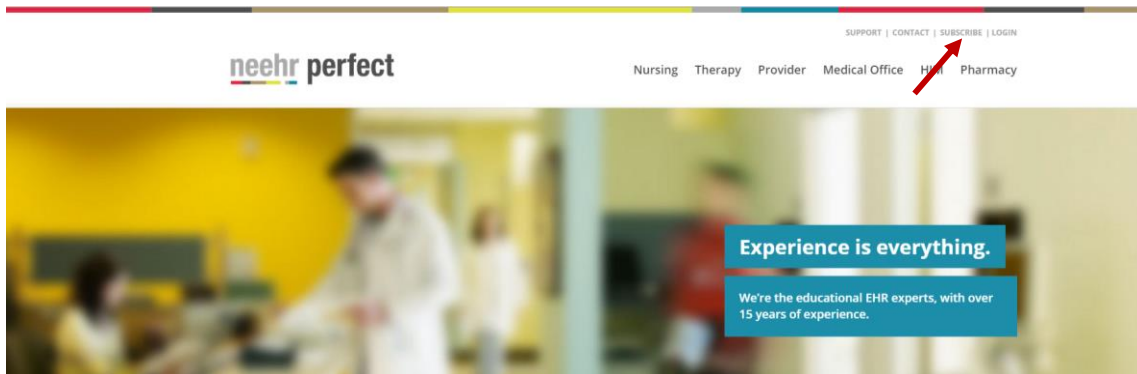 SUPPORT | CONTACT | SUBSCRIBE | LOGIN
neehr perfect
Nursing Therapy Provider Medical Office HIM Pharmacy
Experience is everything.
We're the educational EHR experts, with over
15 years of experience.